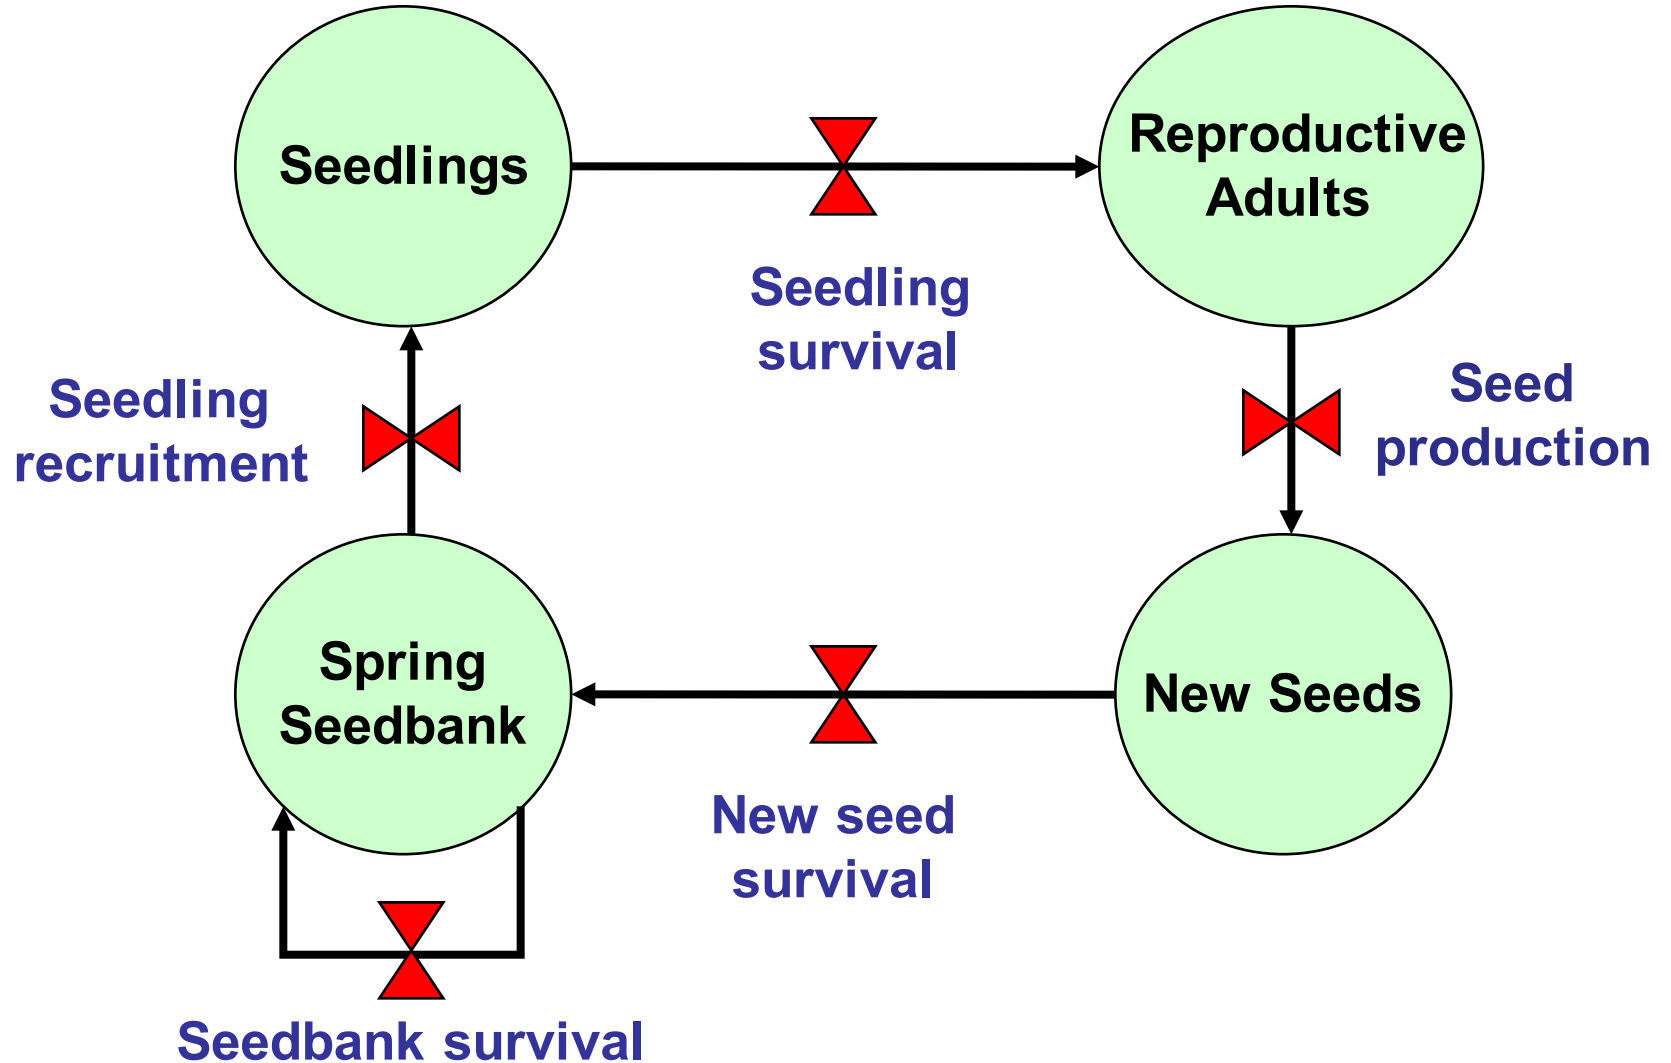 Seedlings
Reproductive
Adults
Seedling
survival
Seedling
recruitment
Seed
production
Spring
Seedbank
New Seeds
New seed
survival
Seedbank survival